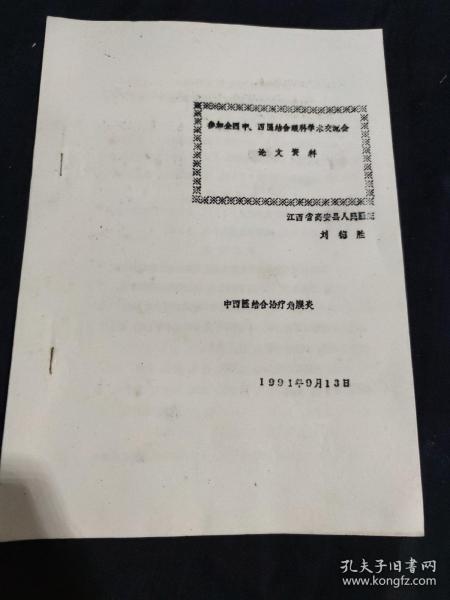 参加全国中、西医结合眼科学术交流会
论文资料
江西省高安县人民医
刘 胜
中西医结合治疗角膜炎
1991年9月13日
孔夫子旧书网
www.kongfz.com